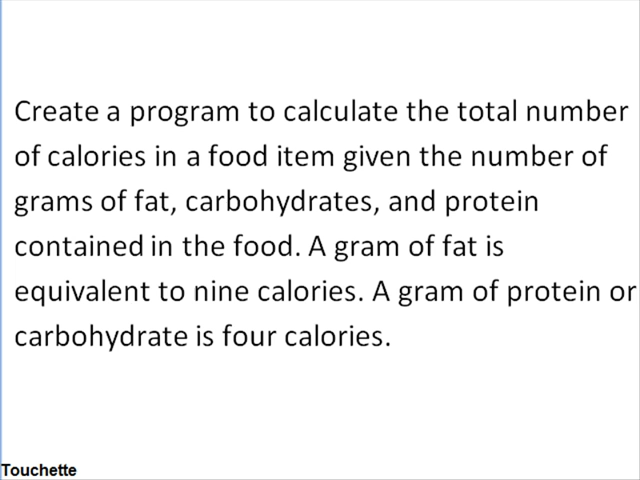 Create a program to calculate the total number
of calories in a food item given the number of
grams of fat, carbohydrates, and protein
contained in the food. A gram of fat is
equivalent to nine calories. A gram of protein or
carbohydrate is four calories.
Touchette